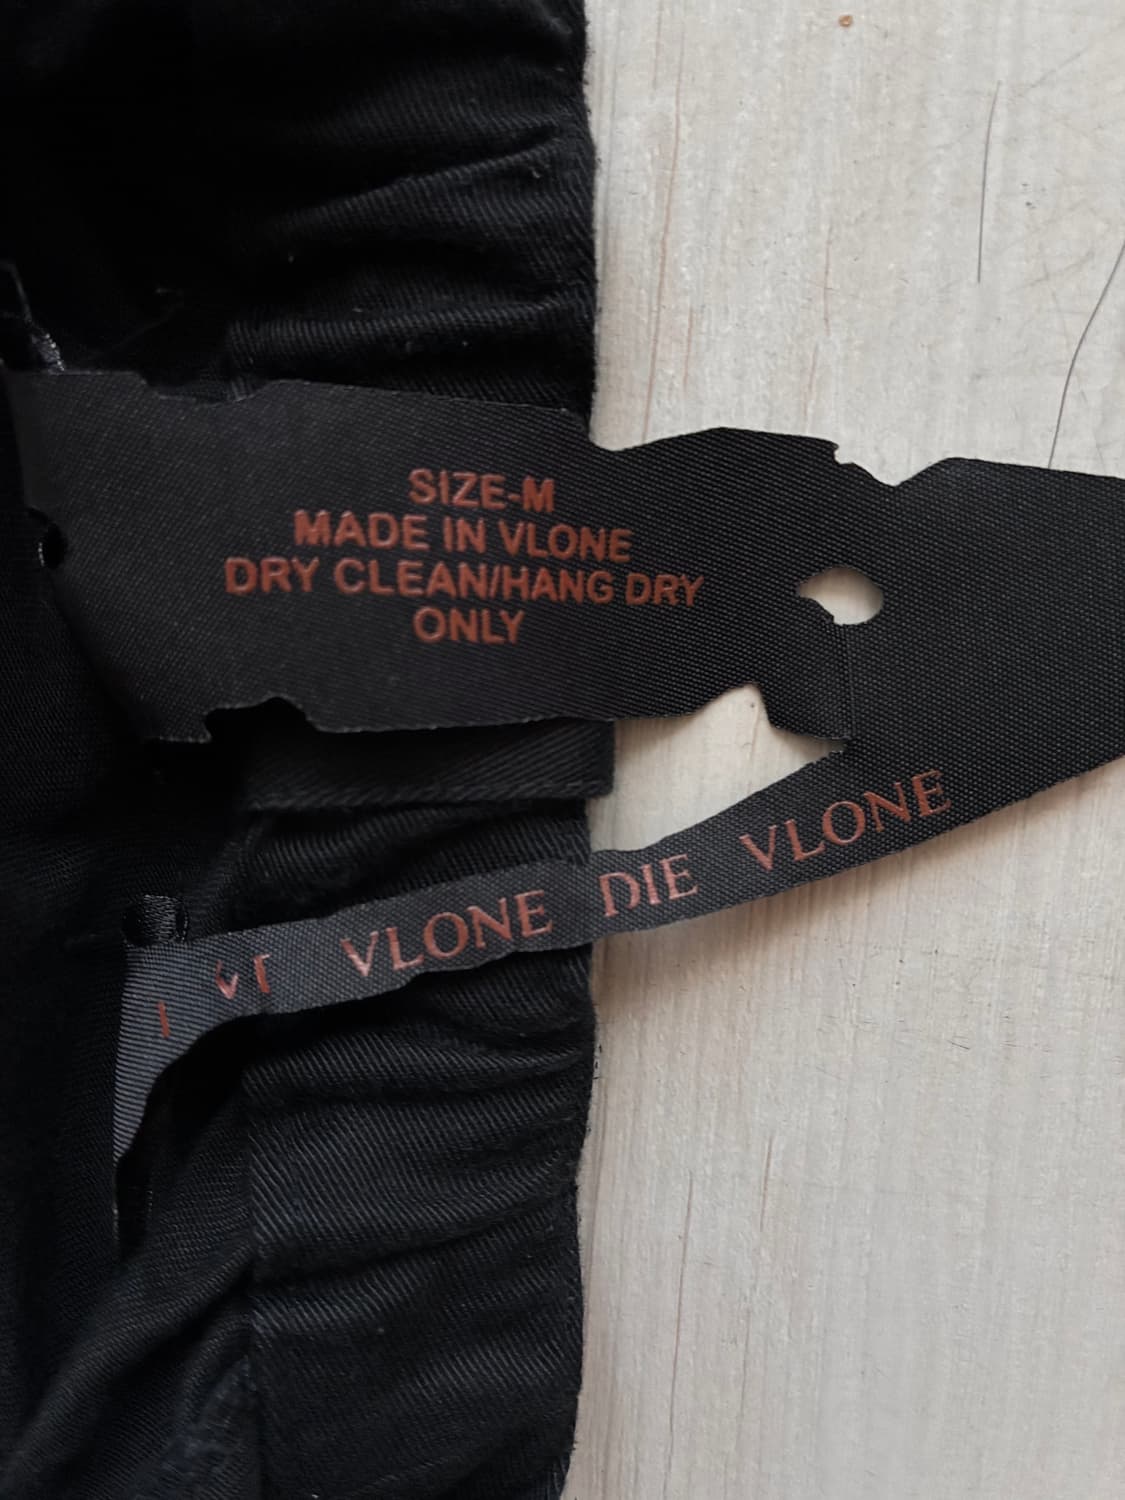 SIZE-M
MADE IN VLONE
DRY CLEAN/HANG DRY
ONLY
VLONE DIE VLONE